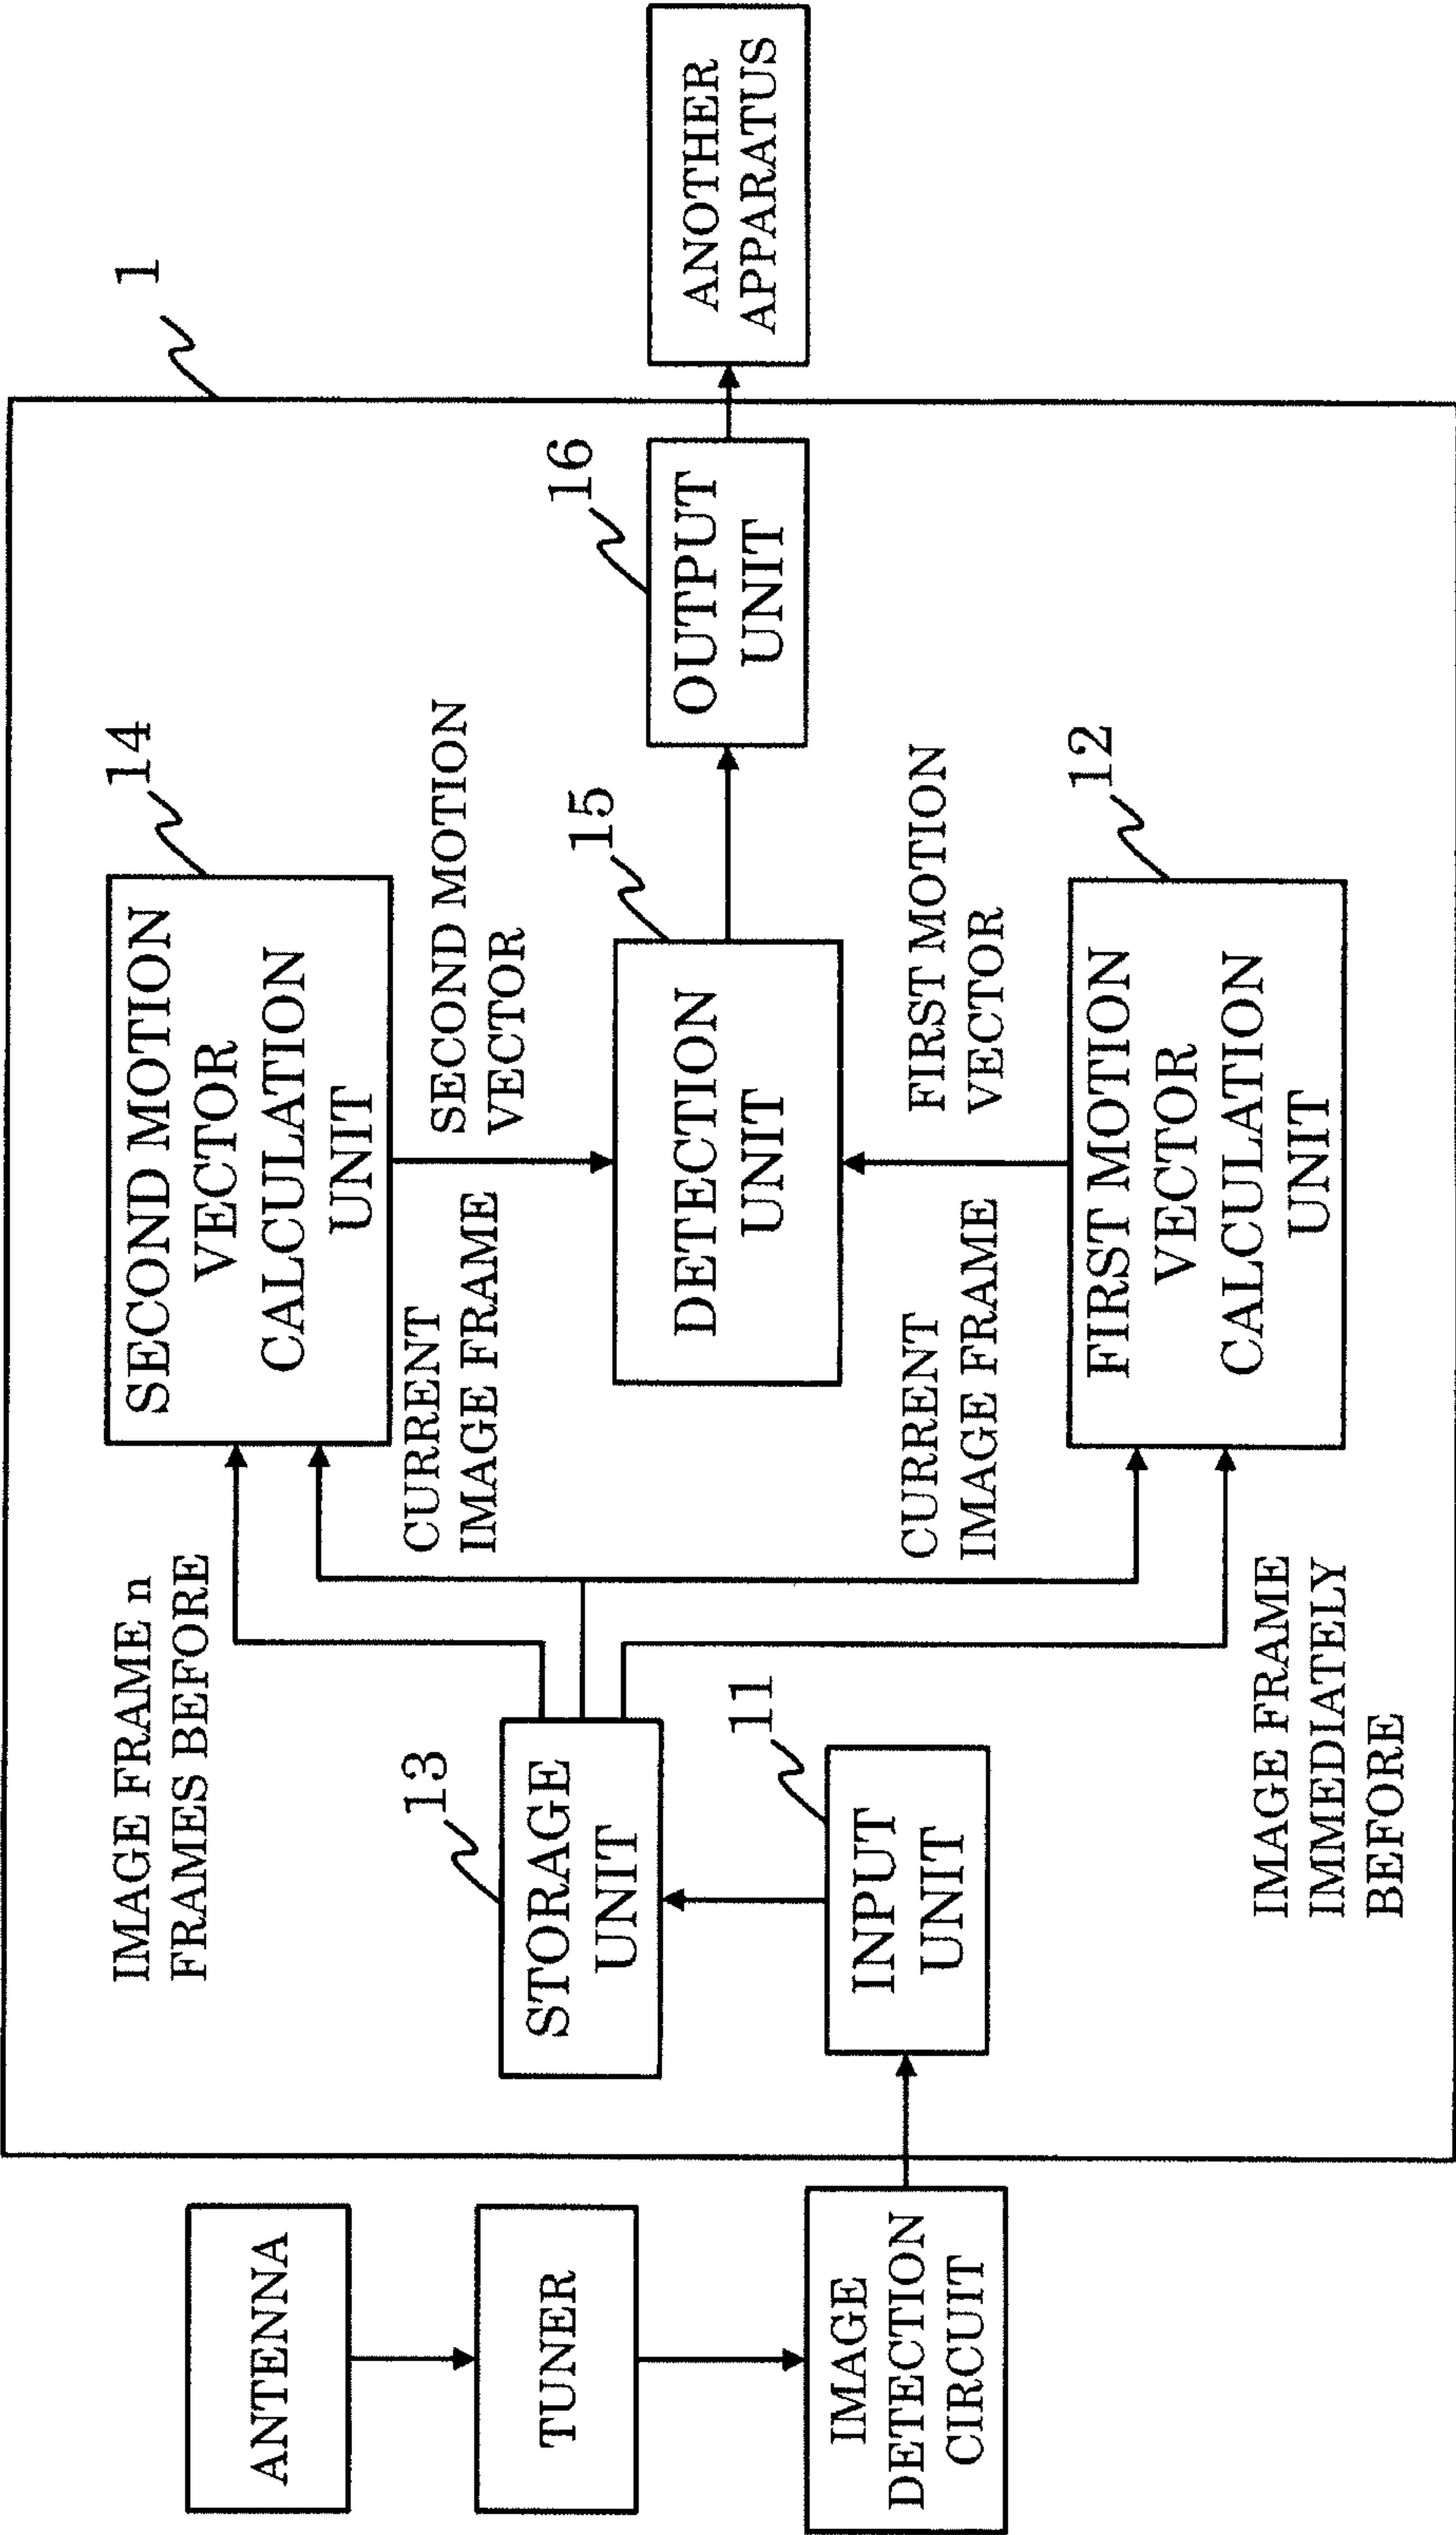 1
ANTENNA
TUNER
IMAGE
DETECTION
CIRCUIT
IMAGE FRAME n
FRAMES BEFORE
13
STORAGE
UNIT
11
INPUT
UNIT
IMAGE FRAME
IMMEDIATELY
BEFORE
CURRENT
IMAGE FRAME
CURRENT
IMAGE FRAME
14
SECOND MOTION
VECTOR
CALCULATION
UNIT
SECOND MOTION
VECTOR
15
DETECTION
UNIT
FIRST MOTION
VECTOR
12
FIRST MOTION
VECTOR
CALCULATION
UNIT
16
OUTPUT
UNIT
ANOTHER
APPARATUS